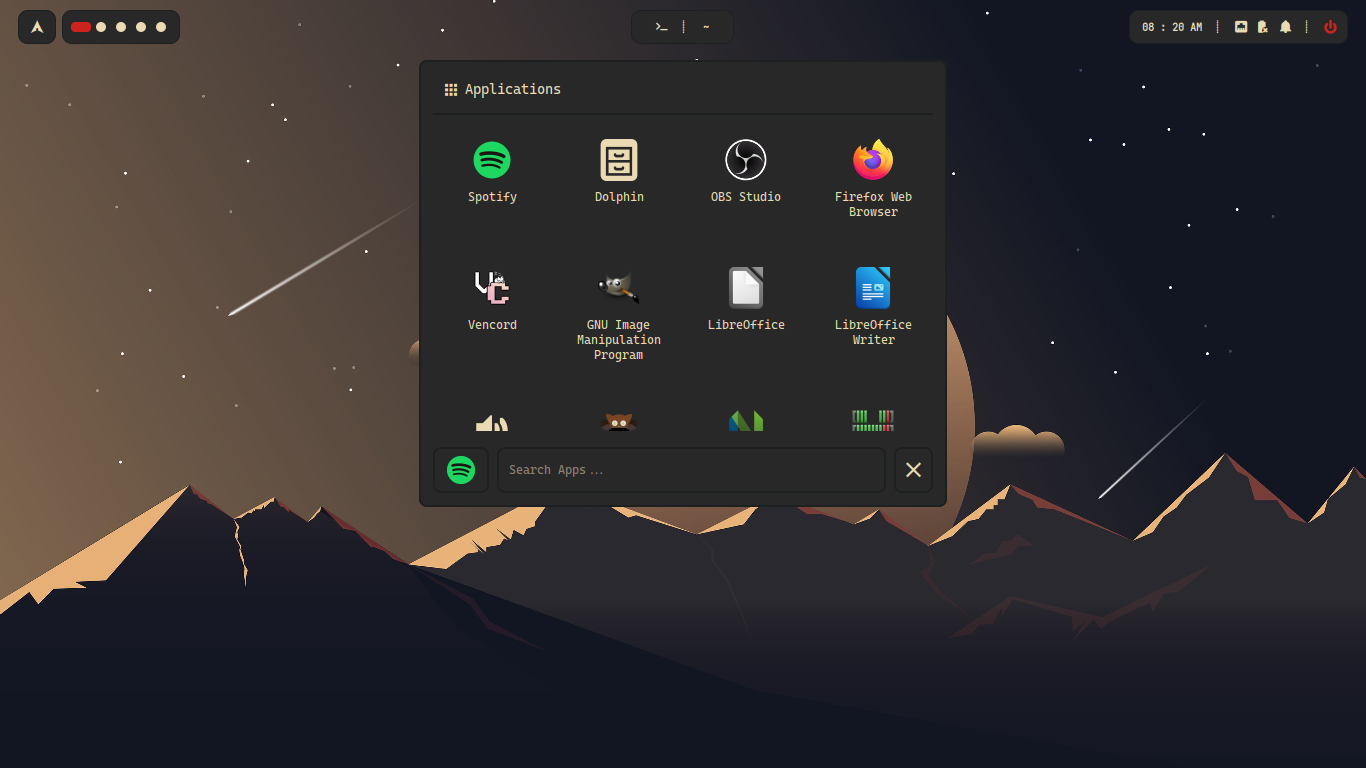 >_ ~
08 : 20 AM
Applications
Spotify
Dolphin
OBS Studio
Firefox Web
Browser
Vencord
GNU Image
Manipulation
Program
LibreOffice
LibreOffice
Writer
Search Apps...